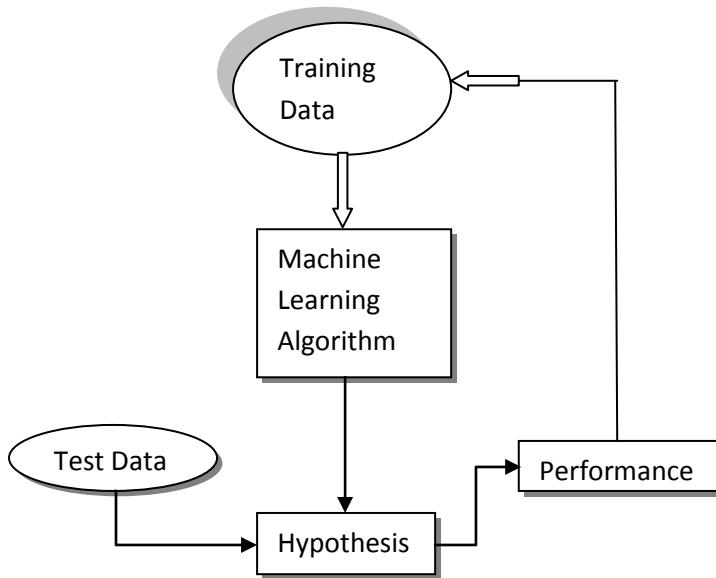 Training
Data
Machine
Learning
Algorithm
Test Data
Performance
Hypothesis